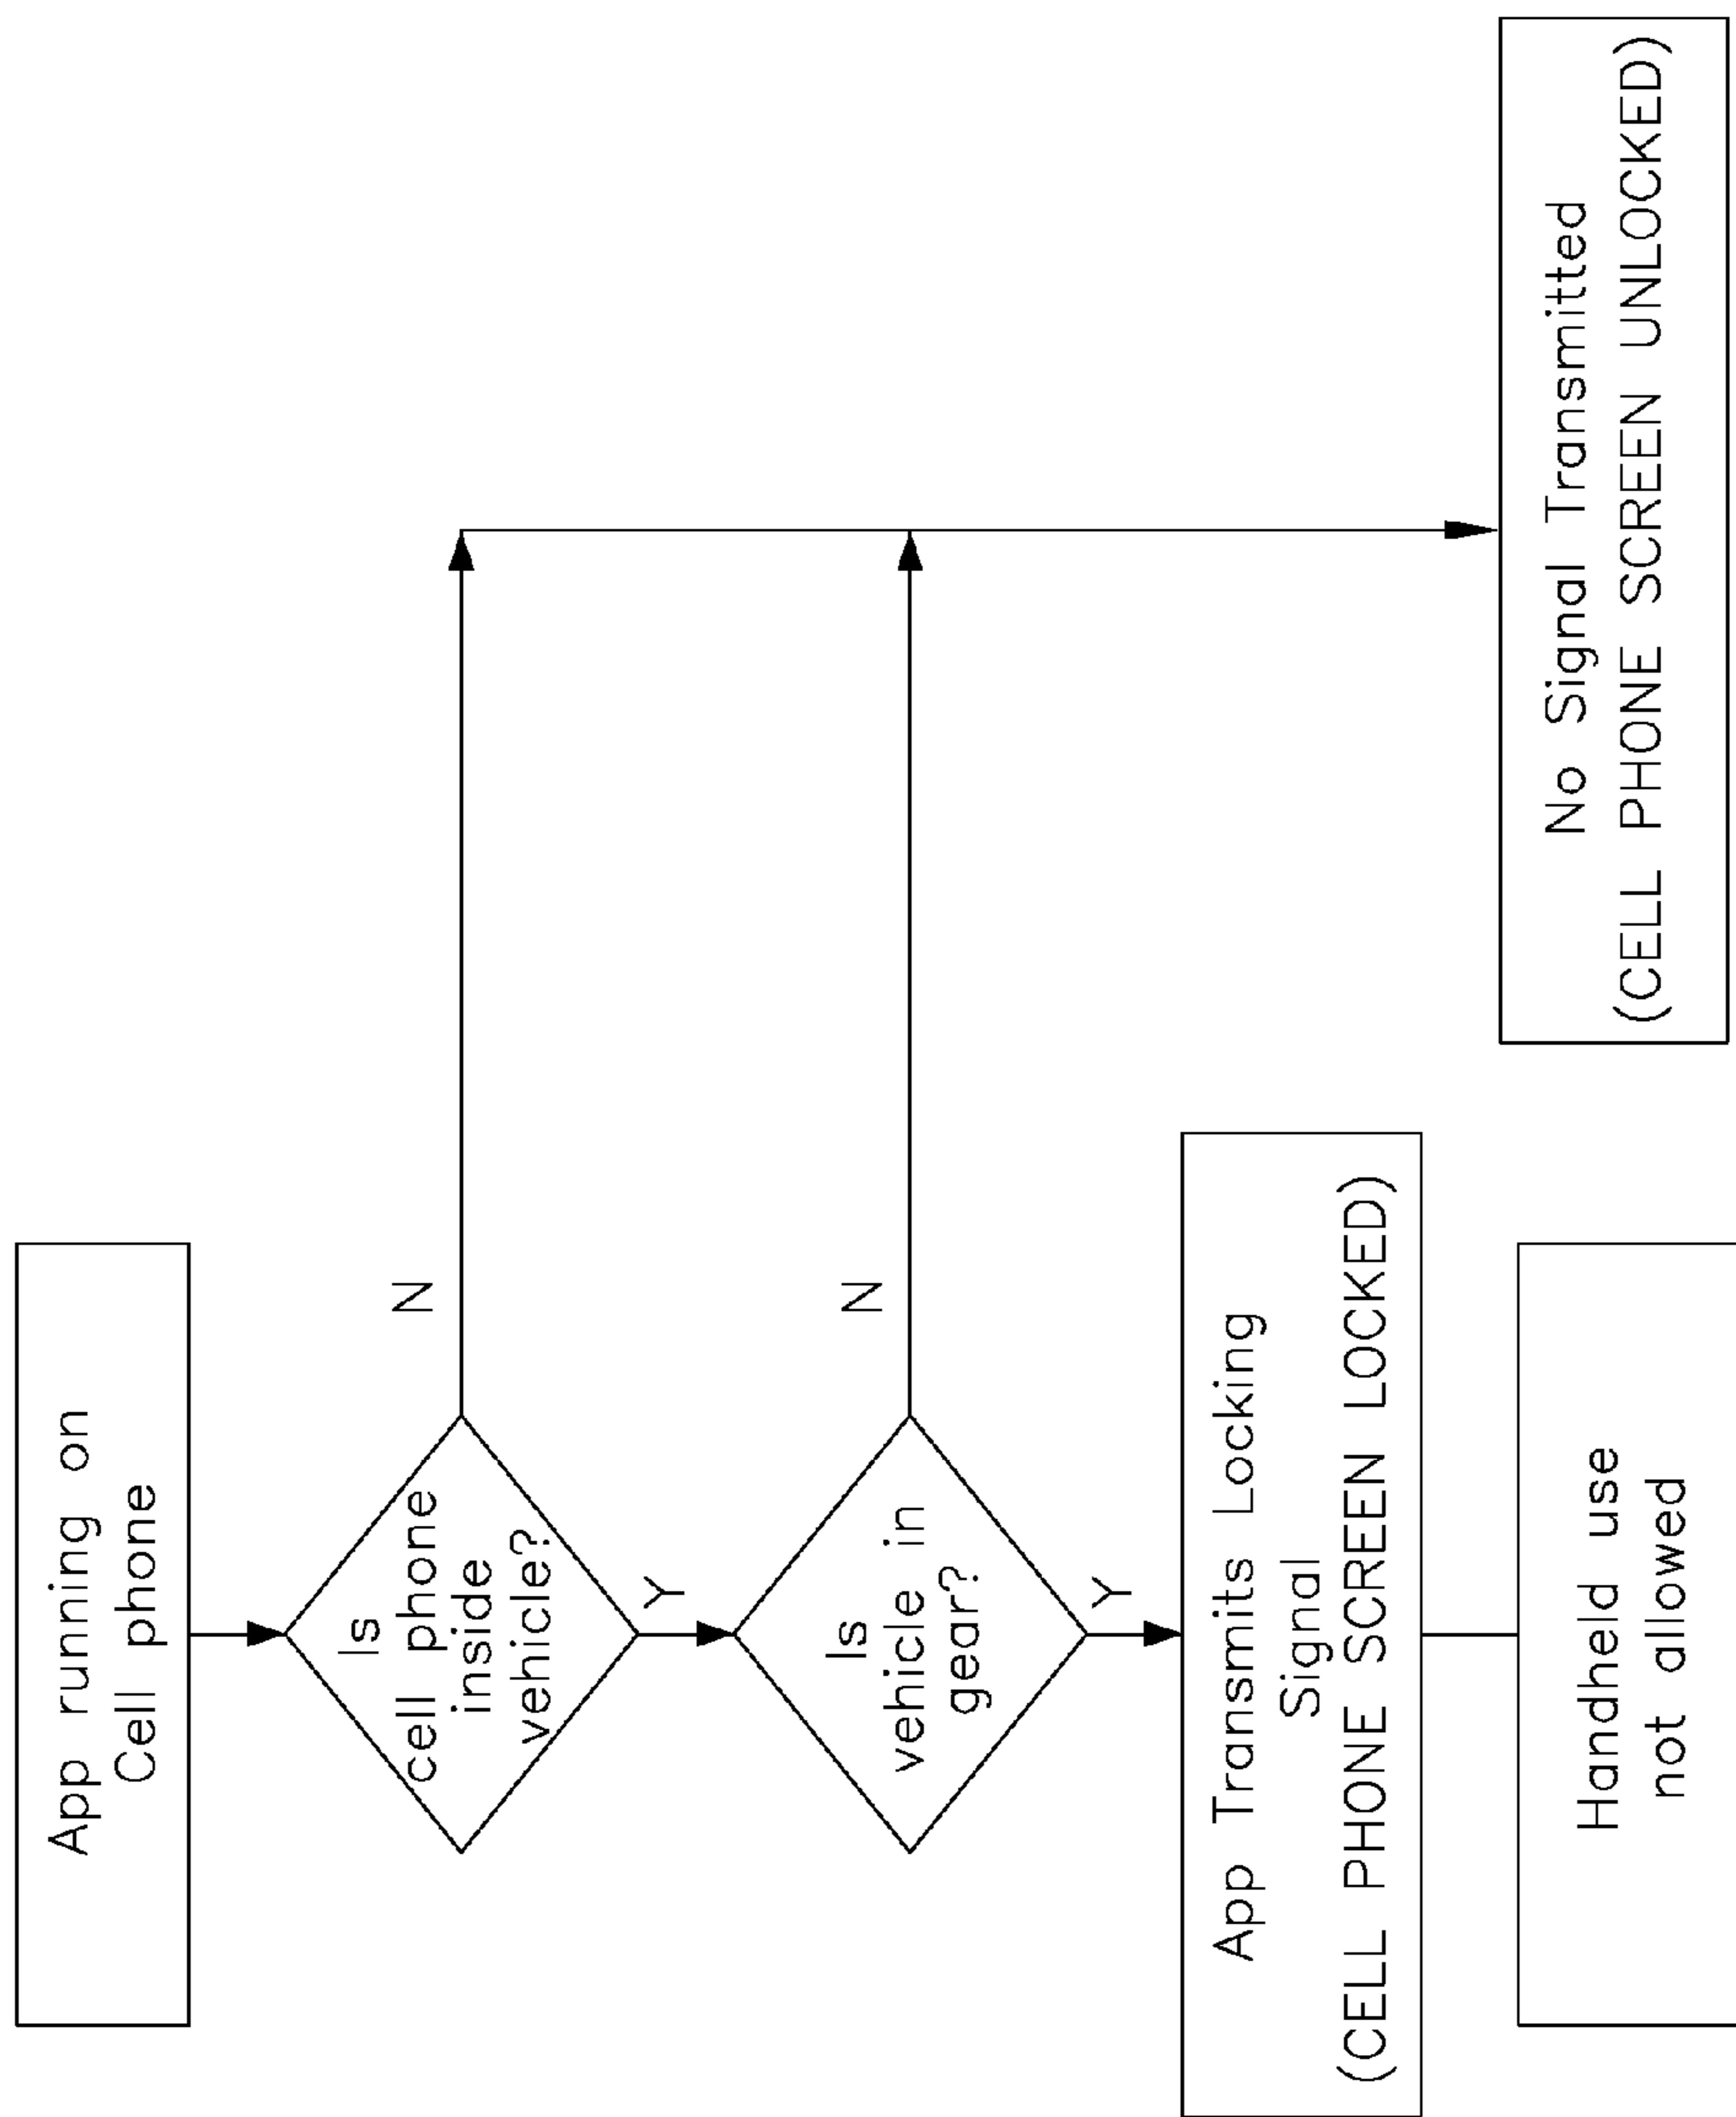 App running on
Cell phone
Is
cell phone
inside
vehicle?
N
Y
Is
vehicle in
gear?
N
Y
App Transmits Locking
Signal
(CELL PHONE SCREEN LOCKED)
Handheld use
not allowed
No Signal Transmitted
(CELL PHONE SCREEN UNLOCKED)